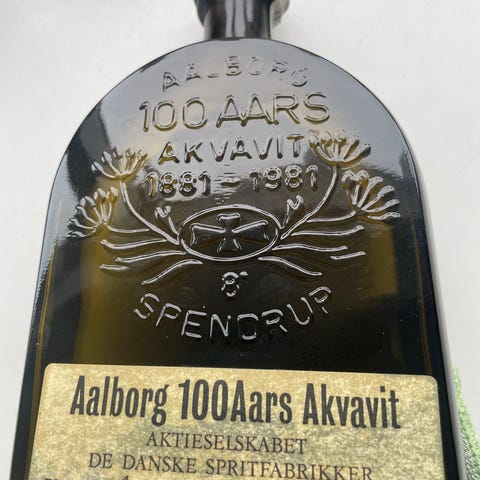 AALBORG
100 AARS
AKVAVIT
1881-1981
SPENDRUP
Aalborg 100Aars Akvavit
AKTIESELSKABET
DE DANSKE SPRITFABRIKKER